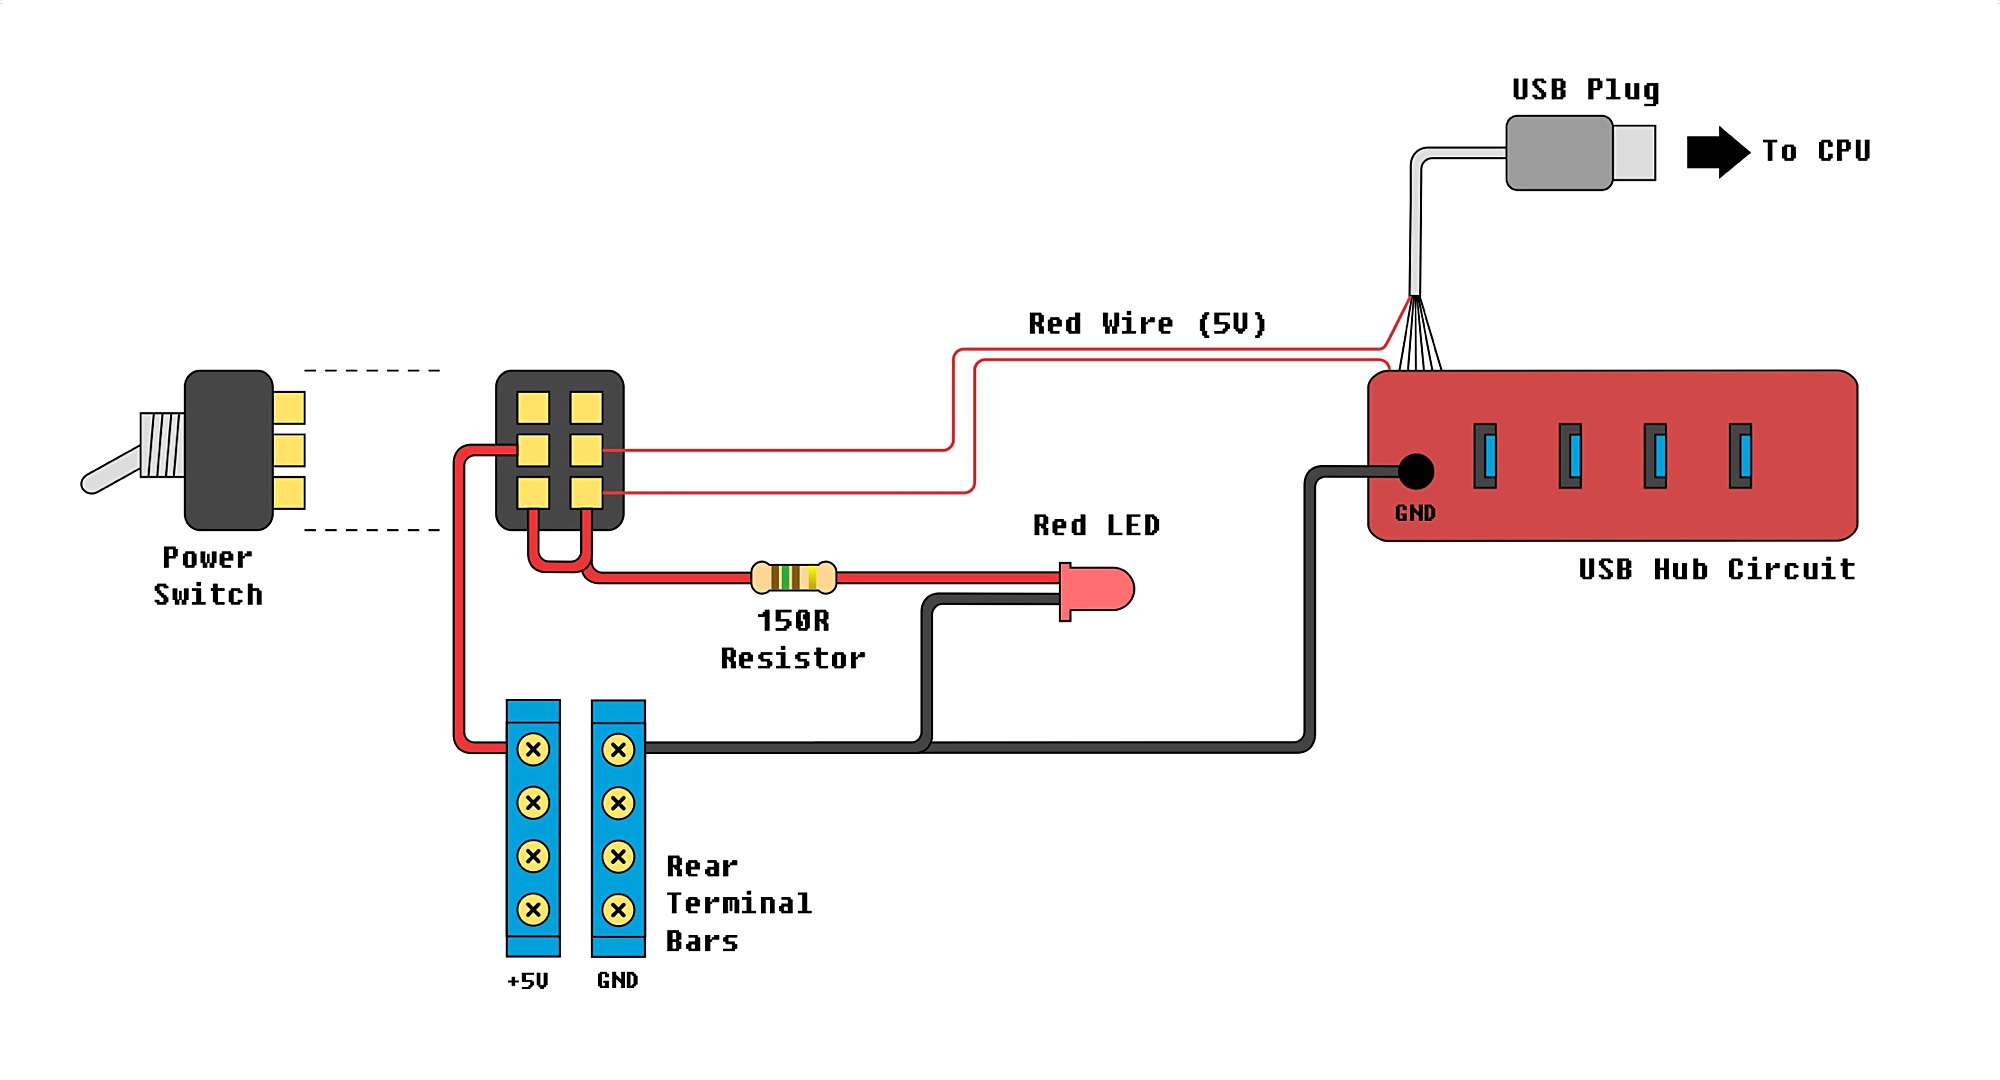 USB Plug
To CPU
Red Wire (5V)
Power
Switch
Red LED
GND
USB Hub Circuit
150R
Resistor
Rear
Terminal
Bars
+5V
GND